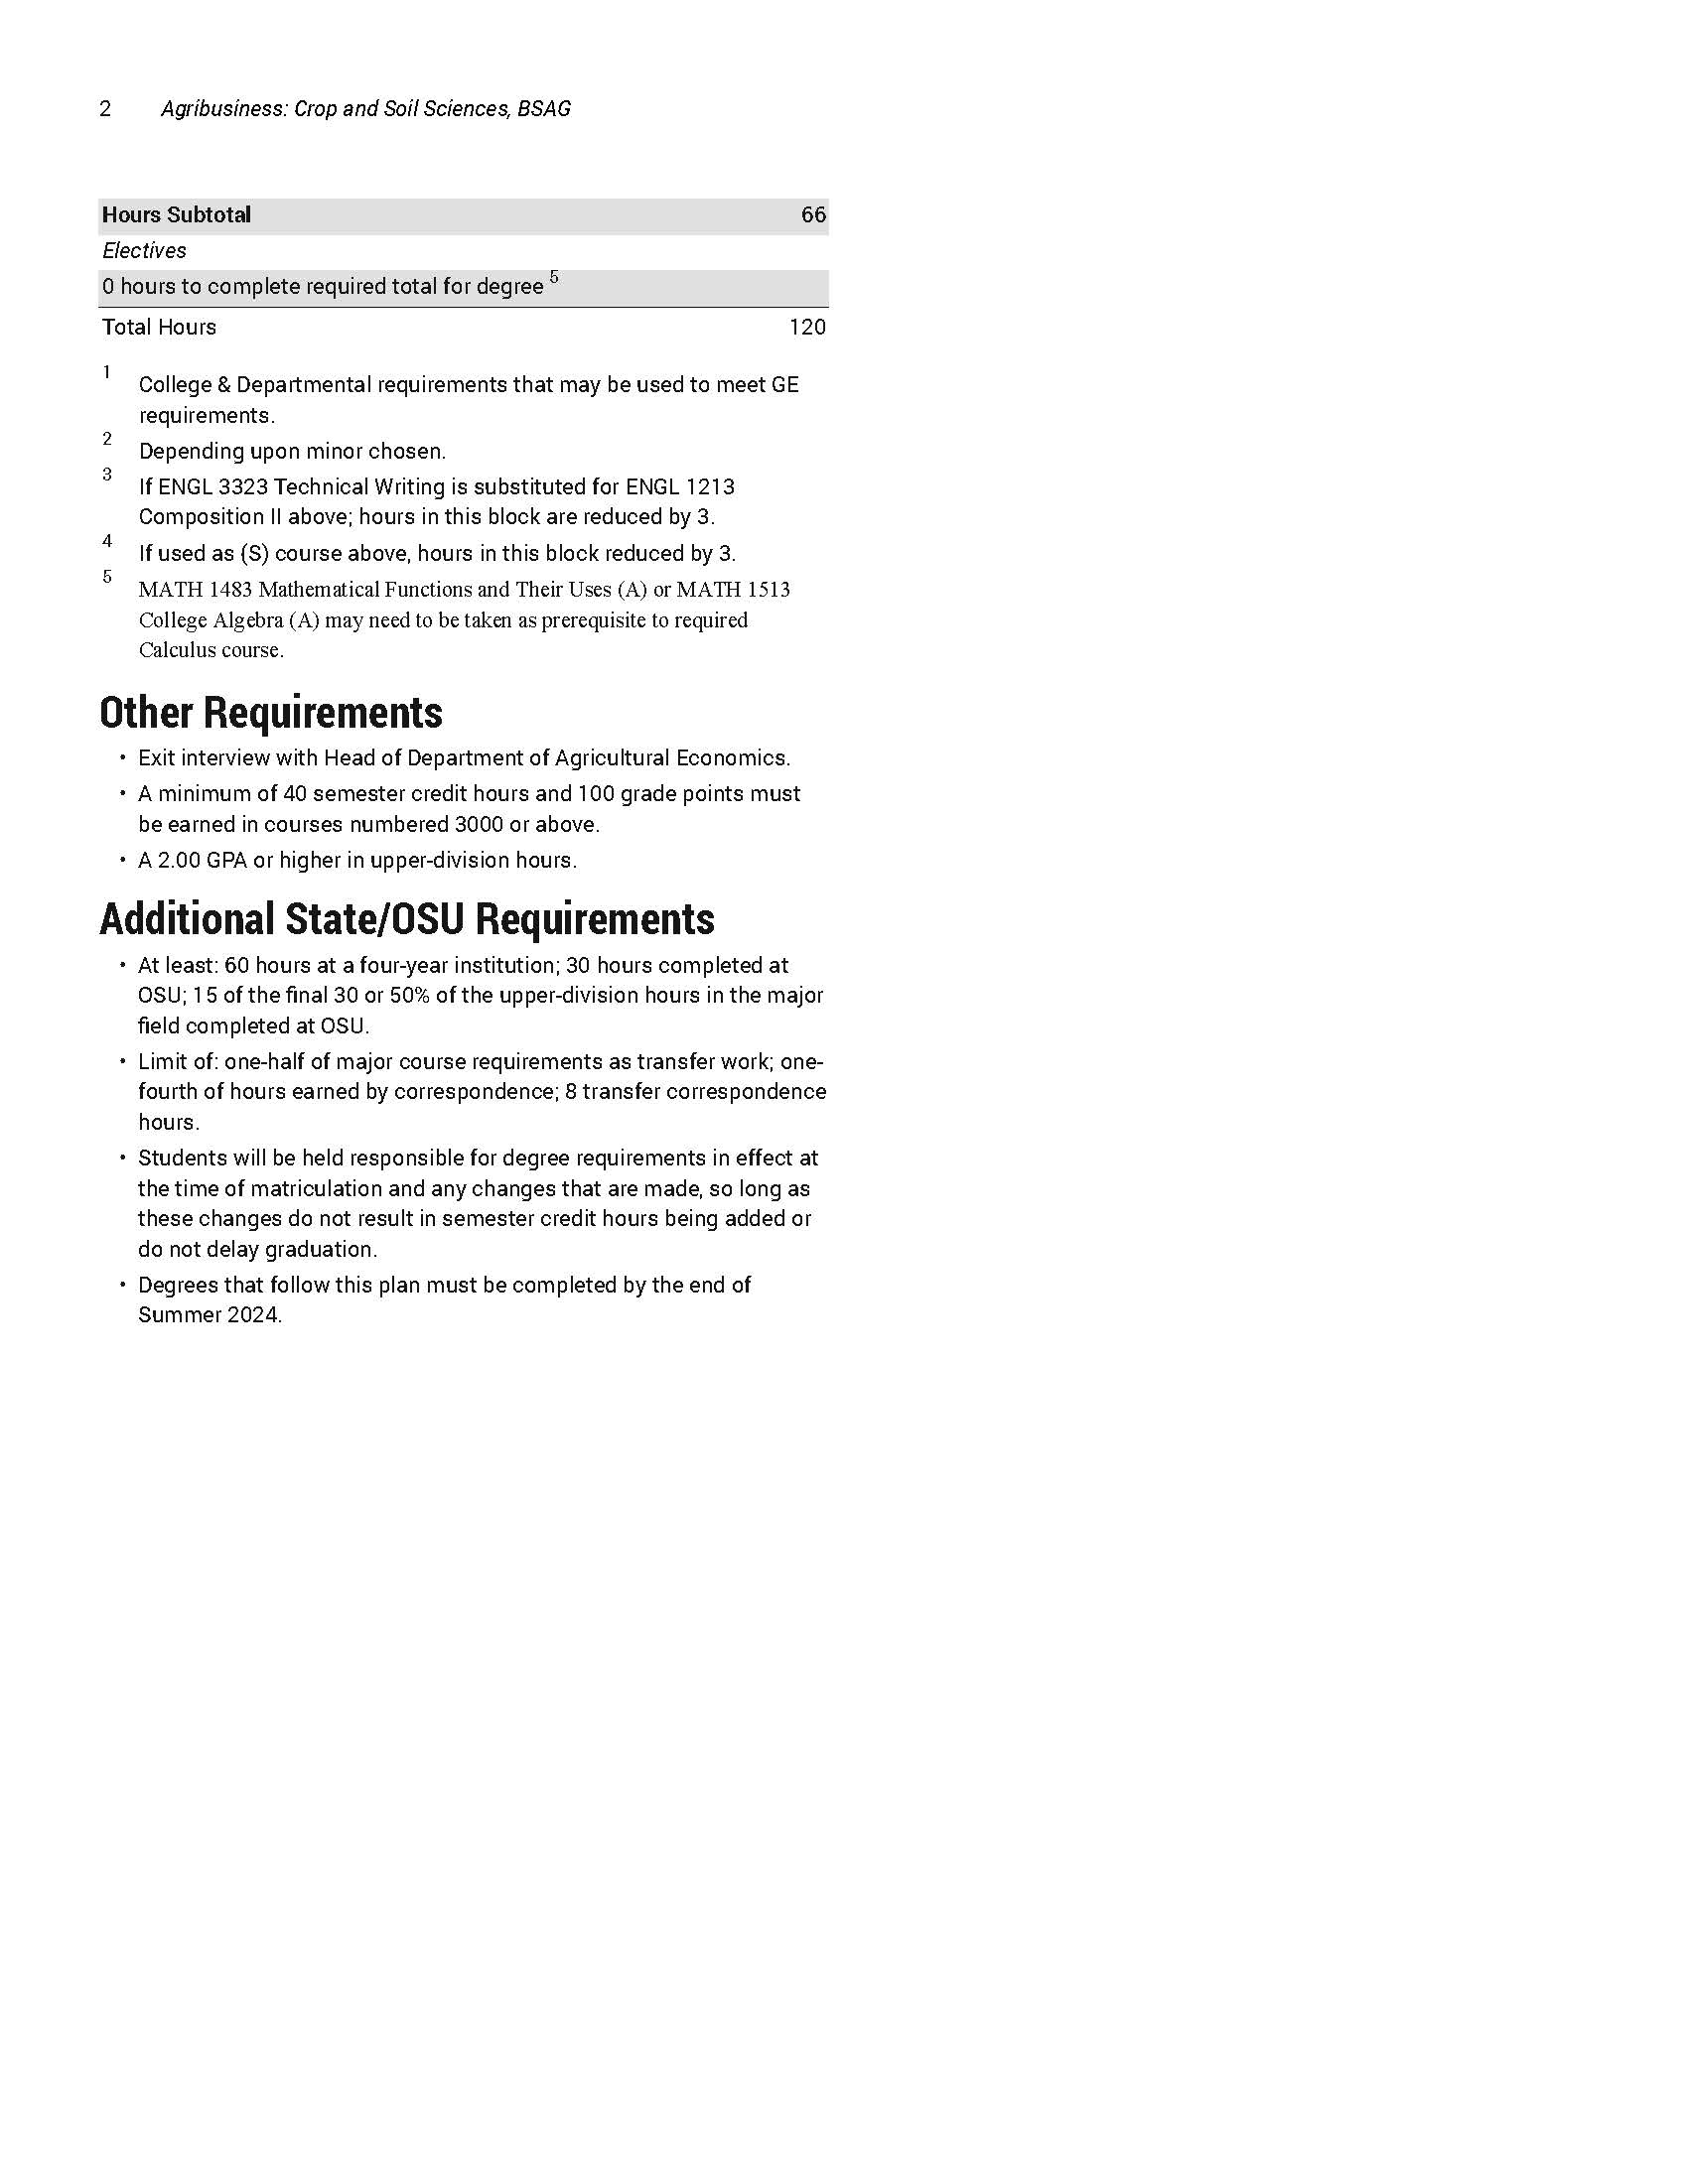 2 Agribusiness: Crop and Soil Sciences, BSAG
Hours Subtotal 66
Electives
0 hours to complete required total for degree 5
Total Hours 120
1 College & Departmental requirements that may be used to meet GE
requirements.
2 Depending upon minor chosen.
3 If ENGL 3323 Technical Writing is substituted for ENGL 1213
Composition II above; hours in this block are reduced by 3.
4 If used as (S) course above, hours in this block reduced by 3.
5 MATH 1483 Mathematical Functions and Their Uses (A) or MATH 1513
College Algebra (A) may need to be taken as prerequisite to required
Calculus course.
Other Requirements
• Exit interview with Head of Department of Agricultural Economics.
• A minimum of 40 semester credit hours and 100 grade points must
be earned in courses numbered 3000 or above.
• A 2.00 GPA or higher in upper-division hours.
Additional State/OSU Requirements
• At least: 60 hours at a four-year institution; 30 hours completed at
OSU; 15 of the final 30 or 50% of the upper-division hours in the major
field completed at OSU.
• Limit of: one-half of major course requirements as transfer work; one-
fourth of hours earned by correspondence; 8 transfer correspondence
hours.
• Students will be held responsible for degree requirements in effect at
the time of matriculation and any changes that are made, so long as
these changes do not result in semester credit hours being added or
do not delay graduation.
• Degrees that follow this plan must be completed by the end of
Summer 2024.